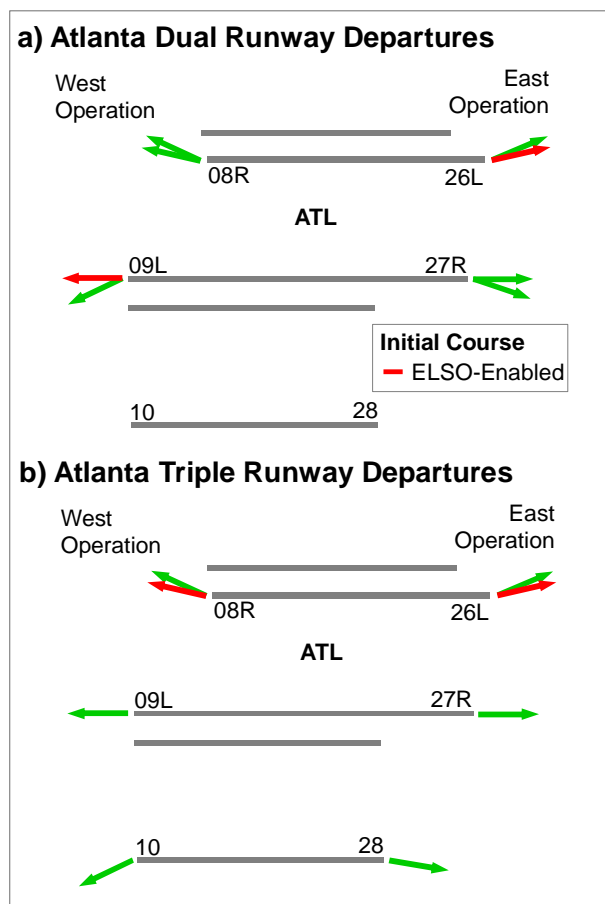 a) Atlanta Dual Runway Departures
West
Operation
East
Operation
08R
26L
ATL
09L
27R
Initial Course
ELSO-Enabled
10
28
b) Atlanta Triple Runway Departures
West
Operation
East
Operation
08R
26L
ATL
09L
27R
10
28